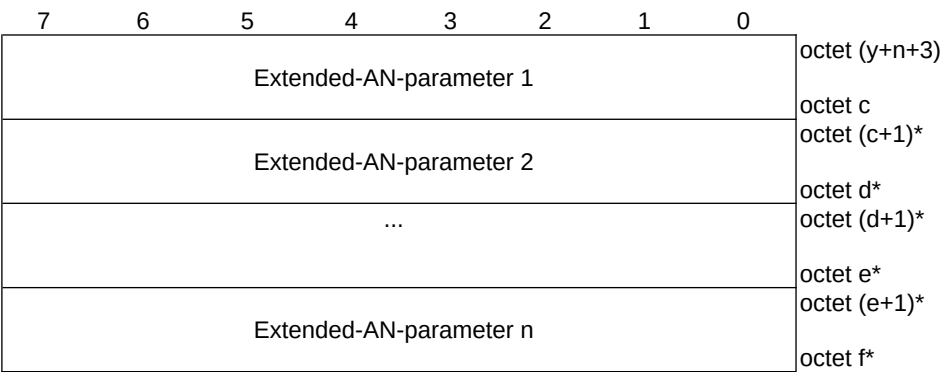 7 6 5 4 3 2 1 0
octet (y+n+3)
Extended-AN-parameter 1
octet c
octet (c+1)*
Extended-AN-parameter 2
octet d*
... octet (d+1)*
octet e*
octet (e+1)*
Extended-AN-parameter n
octet f*